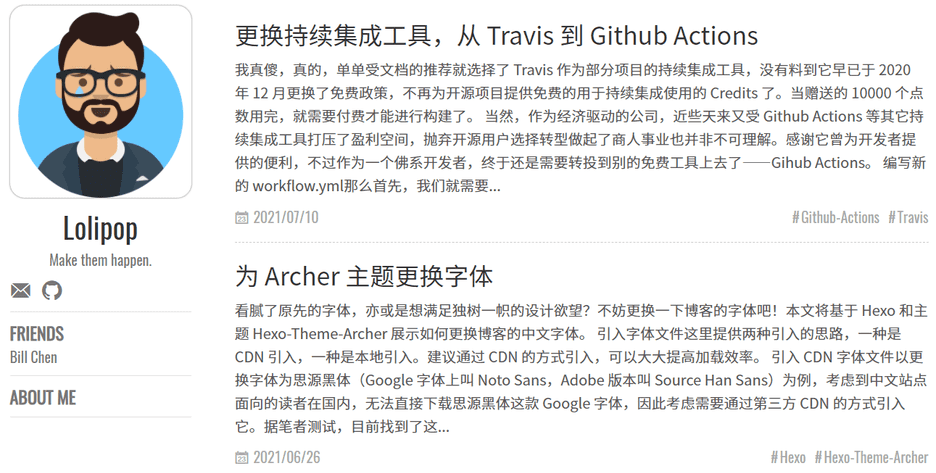 Lolipop
Make them happen.
FRIENDS
Bill Chen
ABOUT ME
更换持续集成工具，从 Travis 到 Github Actions
我真傻，真的，单单受文档的推荐就选择了 Travis 作为部分项目的持续集成工具，没有料到它早已于 2020
年 12 月更换了免费政策，不再为开源项目提供免费的用于持续集成使用的 Credits 了。当赠送的 10000 个点
数用完，就需要付费才能进行构建了。 当然，作为经济驱动的公司，近些天来又受 Github Actions 等其它持
续集成工具打压了盈利空间，抛弃开源用户选择转型做起了商人事业也并非不可理解。感谢它曾为开发者提
供的便利，不过作为一个佛系开发者，终于还是需要转投到别的免费工具上去了——Gihub Actions。 编写新
的 workflow.yml那么首先，我们就需要...
2021/07/10
#Github-Actions #Travis
为 Archer 主题更换字体
看腻了原先的字体，亦或是想满足独树一帜的设计欲望？不妨更换一下博客的字体吧！本文将基于 Hexo 和主
题 Hexo-Theme-Archer 展示如何更换博客的中文字体。 引入字体文件这里提供两种引入的思路，一种是
CDN 引入，一种是本地引入。建议通过 CDN 的方式引入，可以大大提高加载效率。 引入 CDN 字体文件以更
换字体为思源黑体（Google 字体上叫 Noto Sans，Adobe 版本叫 Source Han Sans）为例，考虑到中文站点
面向的读者在国内，无法直接下载思源黑体这款 Google 字体，因此考虑需要通过第三方 CDN 的方式引入
它。据笔者测试，目前找到了这...
2021/06/26
#Hexo #Hexo-Theme-Archer